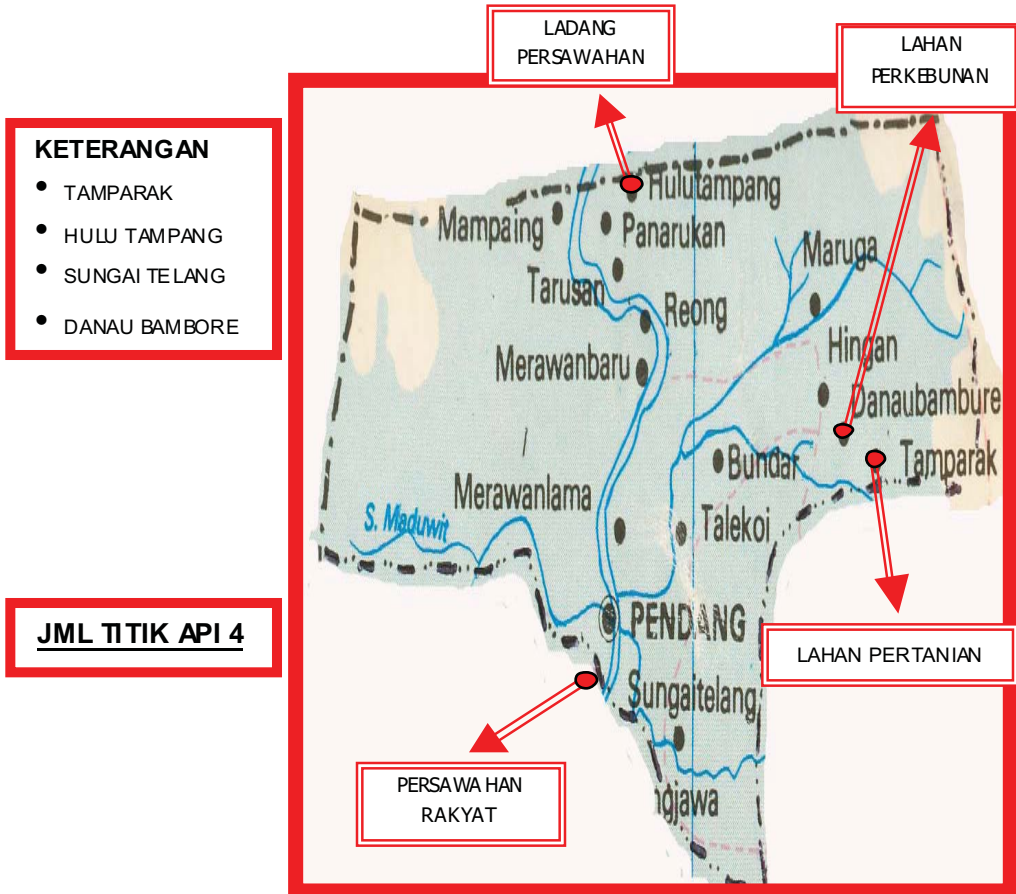 LADANG
PERSAWAHAN
LAHAN
PERKEBUNAN
KETERANGAN
• TAMPARAK
• HULU TAMPANG
• SUNGAI TELANG
• DANAU BAMBORE
JML TITIK API 4
Hulutampang
Mampaing
Panarukan
Maruga
Tarusan
Reong
Hingan
Merawanbaru
Danaubambure
Bundar
Tamparak
Merawanlama
S. Maduwit
Talekoi
PENDANG
LAHAN PERTANIAN
Sungaitelang
PERSAWAHAN
RAKYAT
ngjawa